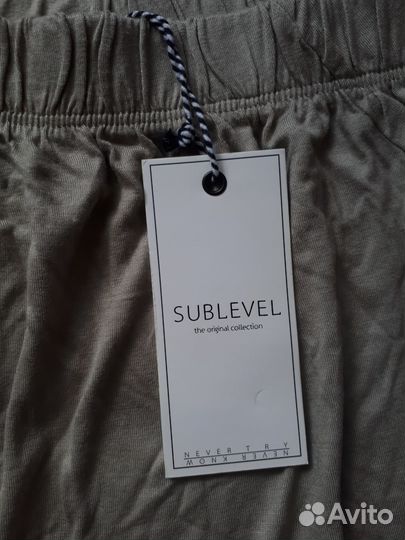 SUBLEVEL
the original collection
NEVER TRY
NEVER KNOW
Avito